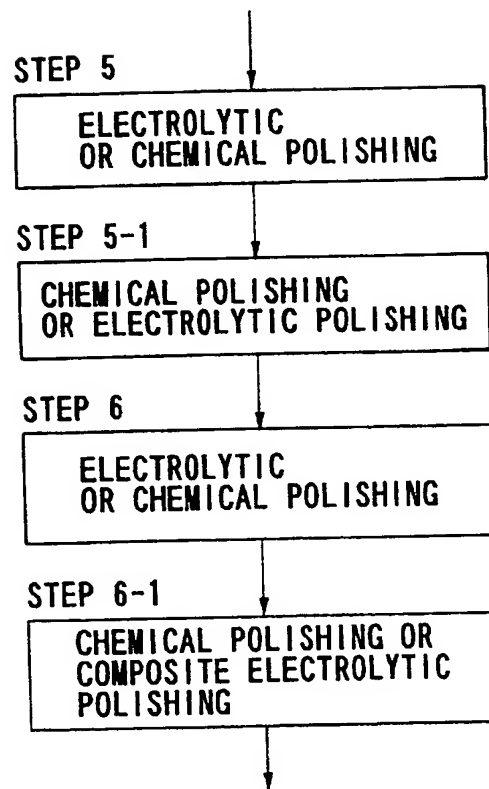 STEP 5
ELECTROLYTIC
OR CHEMICAL POLISHING
STEP 5-1
CHEMICAL POLISHING
OR ELECTROLYTIC POLISHING
STEP 6
ELECTROLYTIC
OR CHEMICAL POLISHING
STEP 6-1
CHEMICAL POLISHING OR
COMPOSITE ELECTROLYTIC
POLISHING